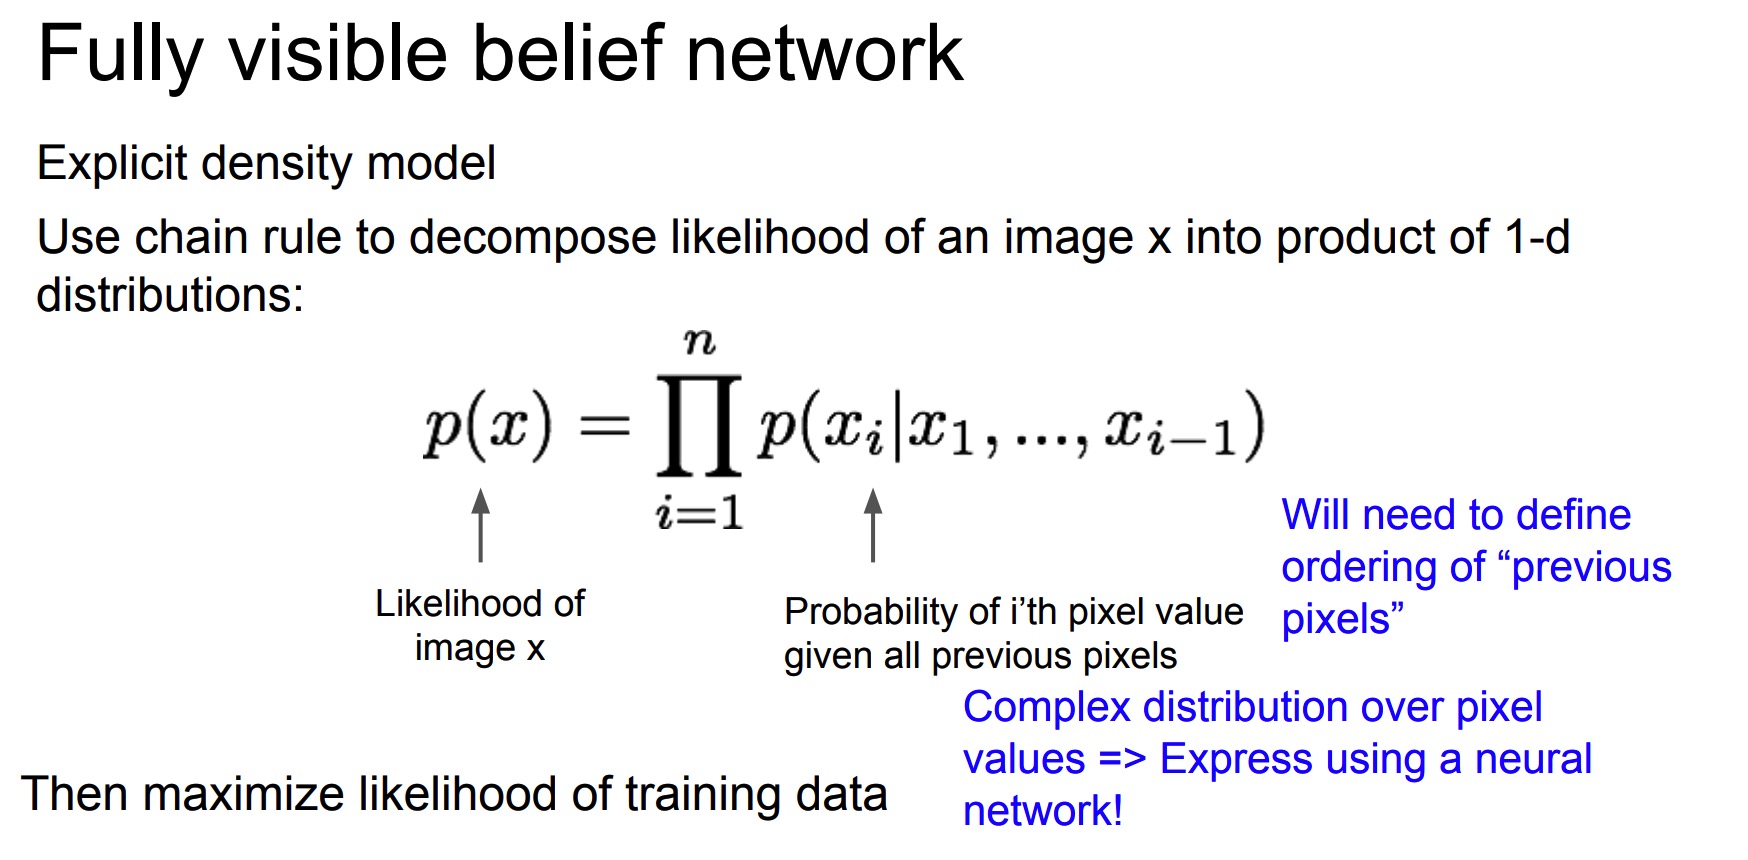 Fully visible belief network
Explicit density model
Use chain rule to decompose likelihood of an image x into product of 1-d
distributions:
p(x) = ∏_{i=1}^{n} p(x_i|x_1, ..., x_{i−1})
Likelihood of
image x
Probability of i’th pixel value
given all previous pixels
Will need to define
ordering of “previous
pixels”
Complex distribution over pixel
values => Express using a neural
network!
Then maximize likelihood of training data